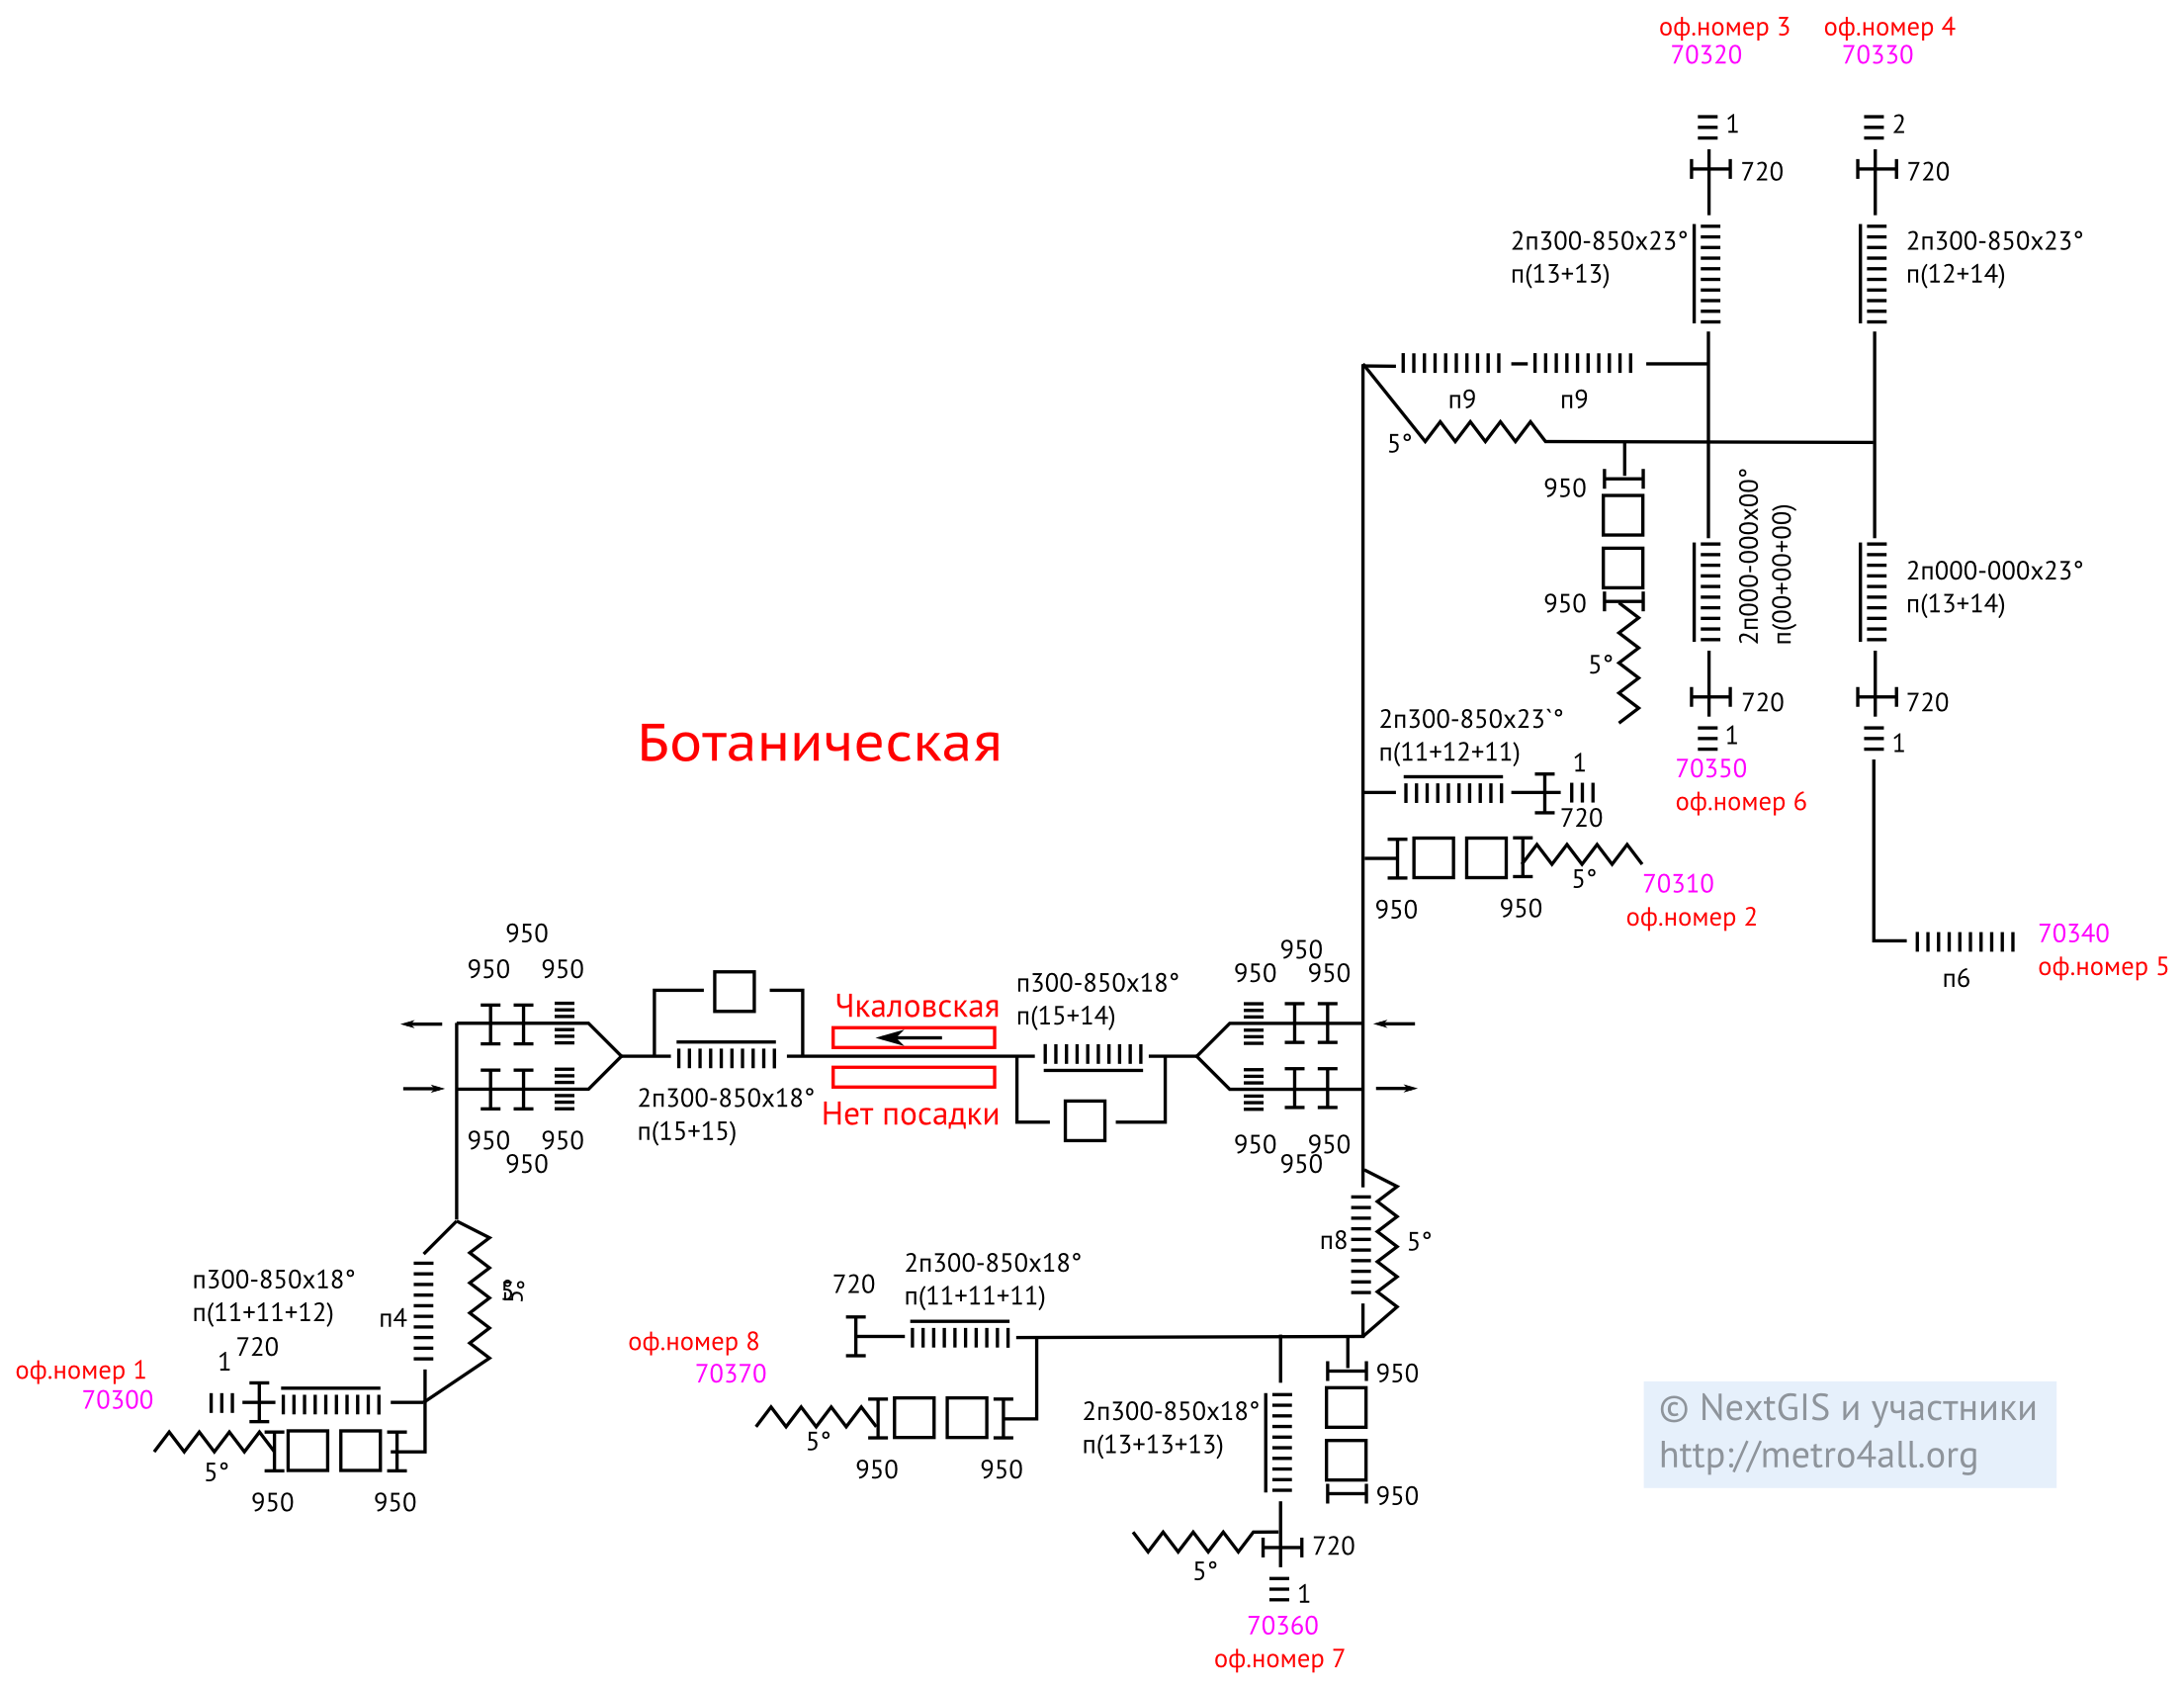 оф.номер 3
оф.номер 4
70320
70330
1
2
720
720
2п300-850x23°
п(13+13)
2п300-850x23°
п(12+14)
п9
п9
5°
950
2п000-000x00°
п(00+00+00)
950
2п000-000x23°
п(13+14)
5°
720
720
1
1
70350
оф.номер 6
2п300-850x23`°
п(11+12+11)
1
720
Ботаническая
5°
70310
оф.номер 2
950
950
70340
оф.номер 5
п6
950
950
950
950
950
950
Чкаловская
п300-850x18°
п(15+14)
2п300-850x18°
п(15+15)
Нет посадки
950
950
950
950
950
950
п8
5°
п300-850x18°
п(11+11+12)
п4
5°
5°
720
1
оф.номер 1
70300
5°
950
950
720
2п300-850x18°
п(11+11+11)
оф.номер 8
70370
5°
950
950
2п300-850x18°
п(13+13+13)
950
950
5°
720
1
70360
оф.номер 7
© NextGIS и участники
http://metro4all.org